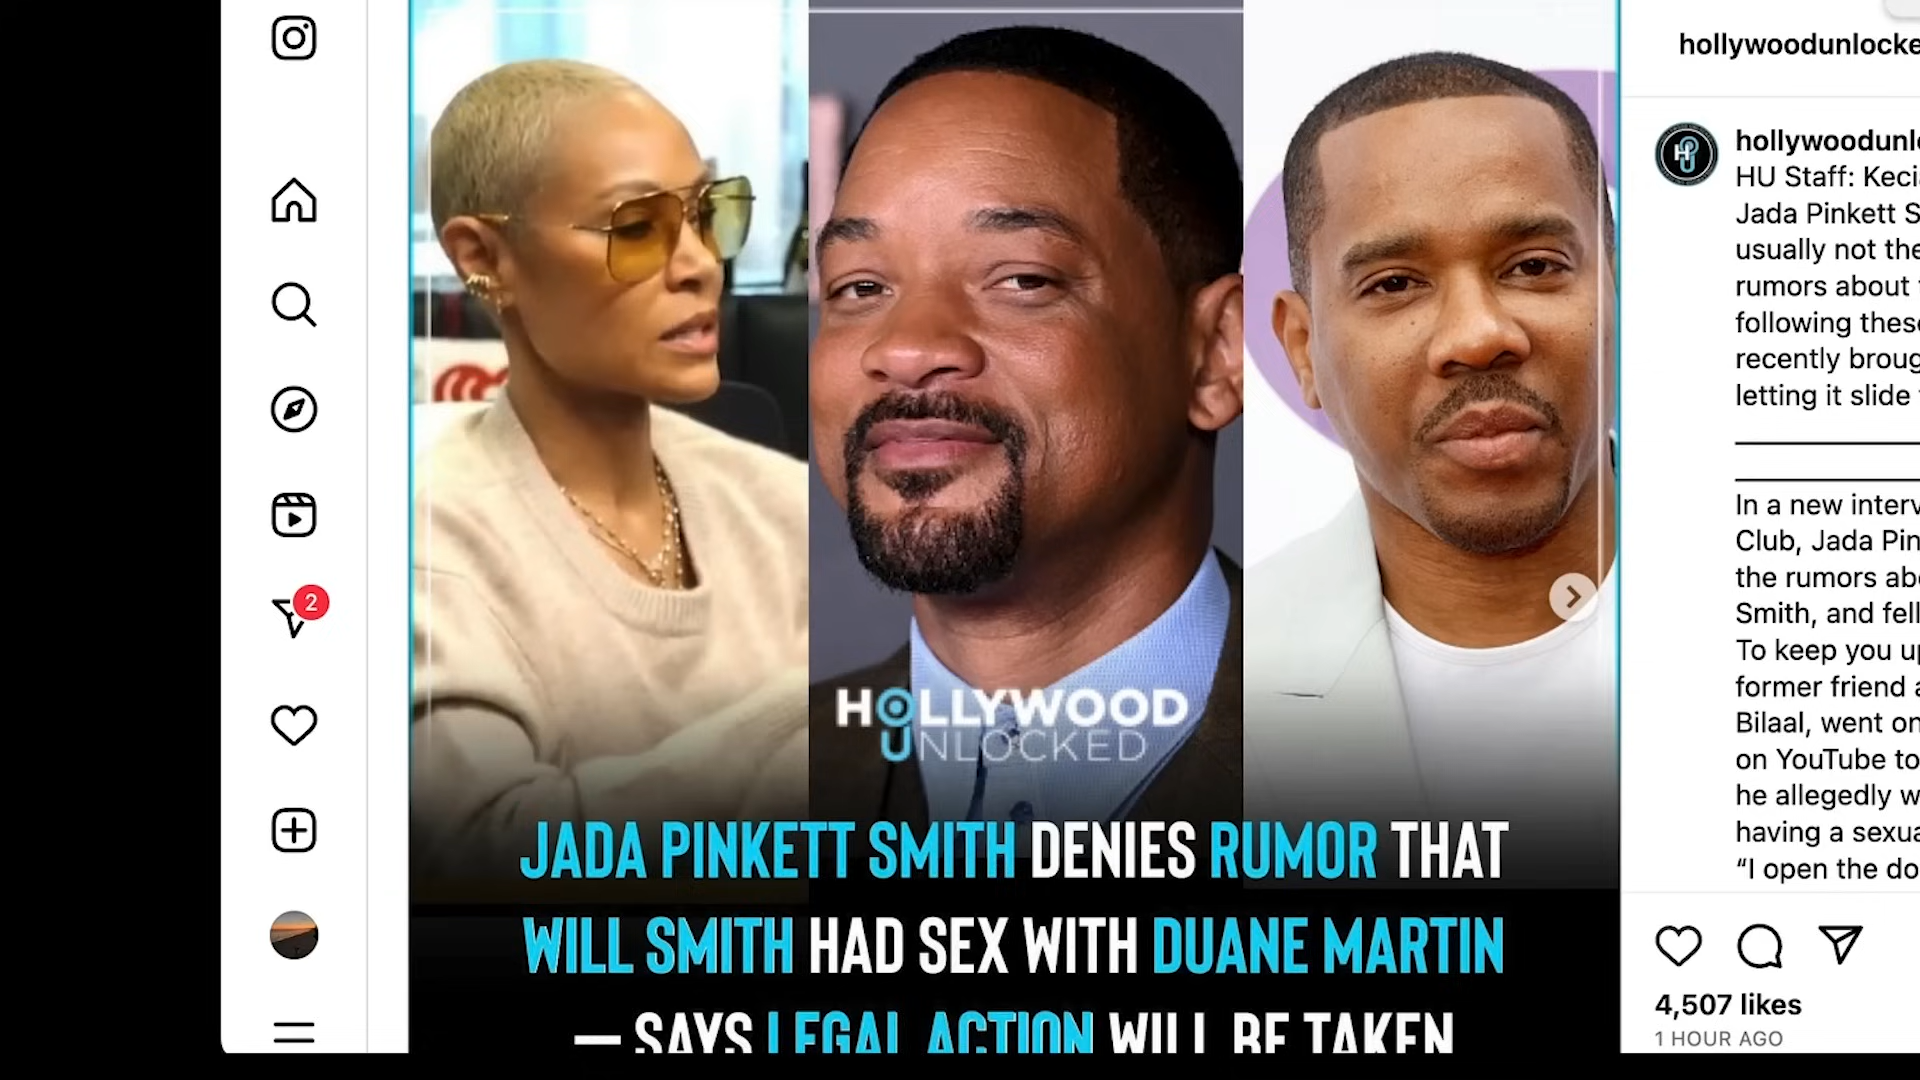 2
HOLLYWOOD
UNLOCKED
JADA PINKETT SMITH DENIES RUMOR THAT
WILL SMITH HAD SEX WITH DUANE MARTIN
— SAYS LEGAL ACTION WILL BE TAKEN
hollywoodunlocke
hollywoodunl
HU Staff: Keci
Jada Pinkett S
usually not the
rumors about
following thes
recently broug
letting it slide
In a new interv
Club, Jada Pin
the rumors ab
Smith, and fell
To keep you u
former friend a
Bilaal, went on
on YouTube to
he allegedly w
having a sexua
“I open the do
4,507 likes
1 HOUR AGO